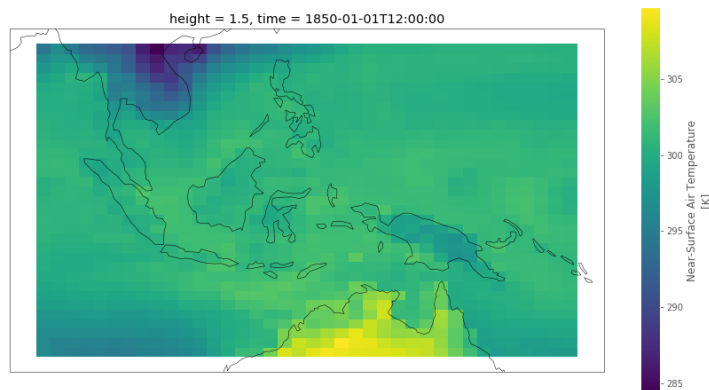 height = 1.5, time = 1850-01-01T12:00:00
305
300
295
290
285
Near-Surface Air Temperature
[K]